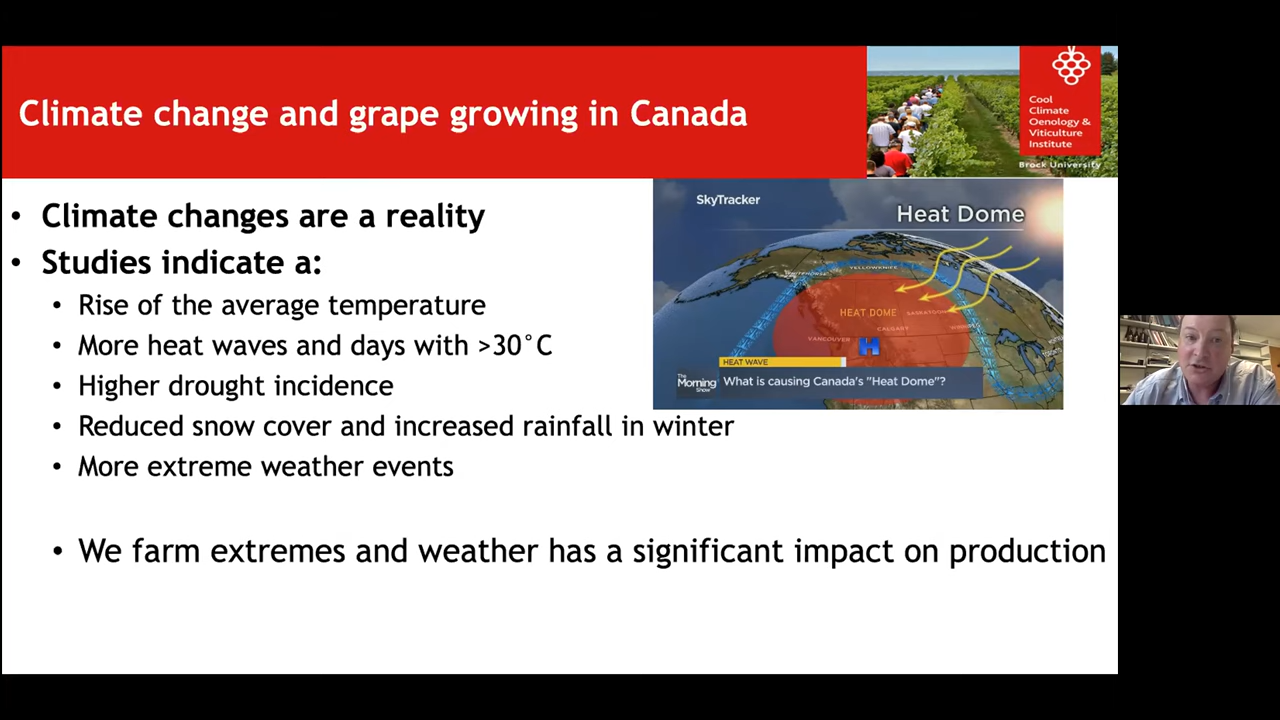 Climate change and grape growing in Canada
Cool
Climate
Oenology &
Viticulture
Institute
Brock University
• Climate changes are a reality
• Studies indicate a:
• Rise of the average temperature
• More heat waves and days with >30°C
• Higher drought incidence
• Reduced snow cover and increased rainfall in winter
• More extreme weather events
• We farm extremes and weather has a significant impact on production
SkyTracker
Heat Dome
WHITEHORSE
YELLOWKNIFE
HEAT DOME
SASKATOON
CALGARY
VANCOUVER
H
HEAT WAVE
The
Morning
Show
What is causing Canada's "Heat Dome"?